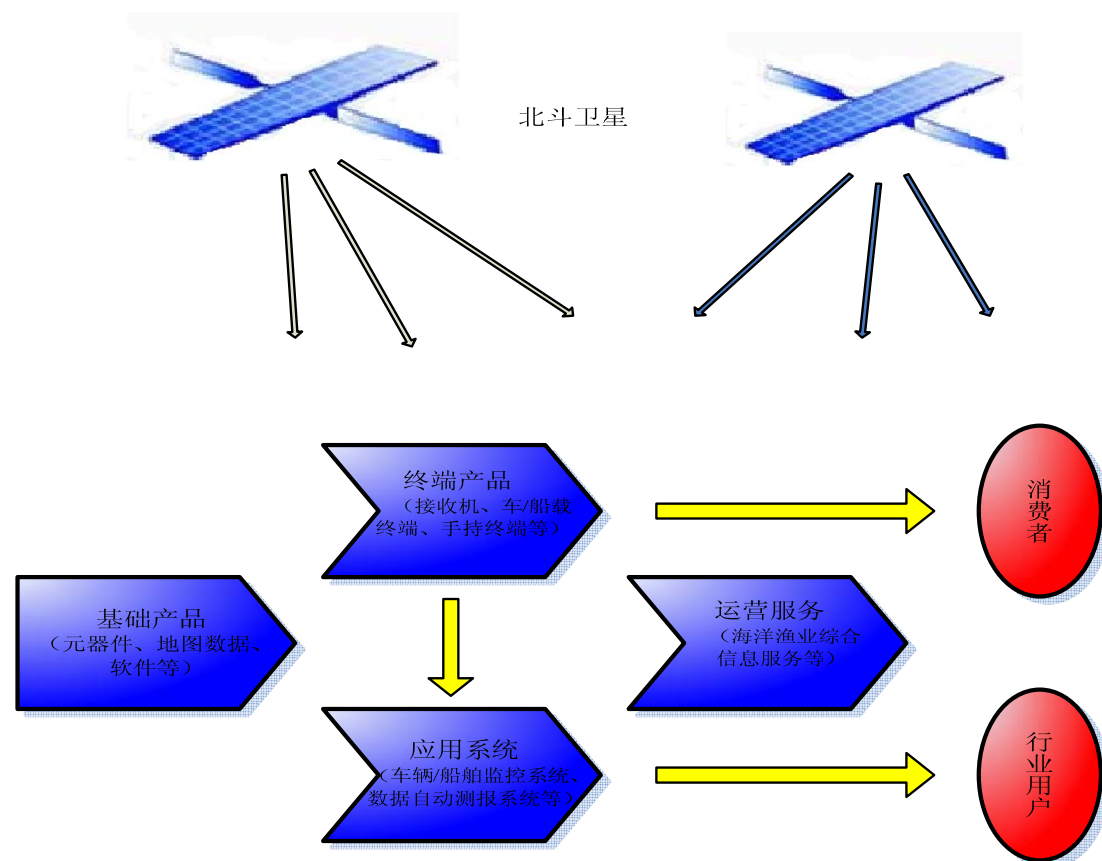 北斗卫星
终端产品
（接收机、车/船载
终端、手持终端等）
消费者
基础产品
（元器件、地图数据、
软件等）
运营服务
（海洋渔业综合
信息服务等）
应用系统
（车辆/船舶监控系统、
数据自动测报系统等）
行业用户